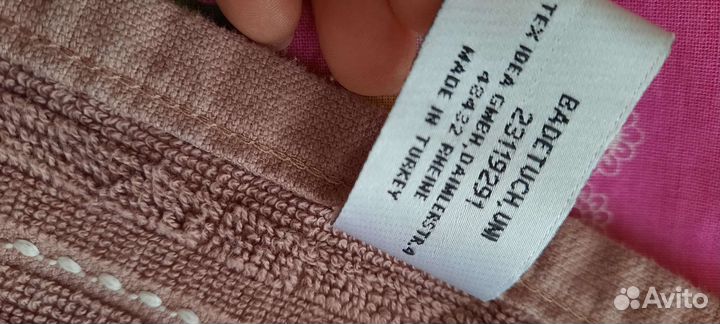 BADETUCH, UNI
23119291
TEX IDEA GMBH, DAIMLERSTR.4
48432 RHEINE
MADE IN TURKEY
Avito